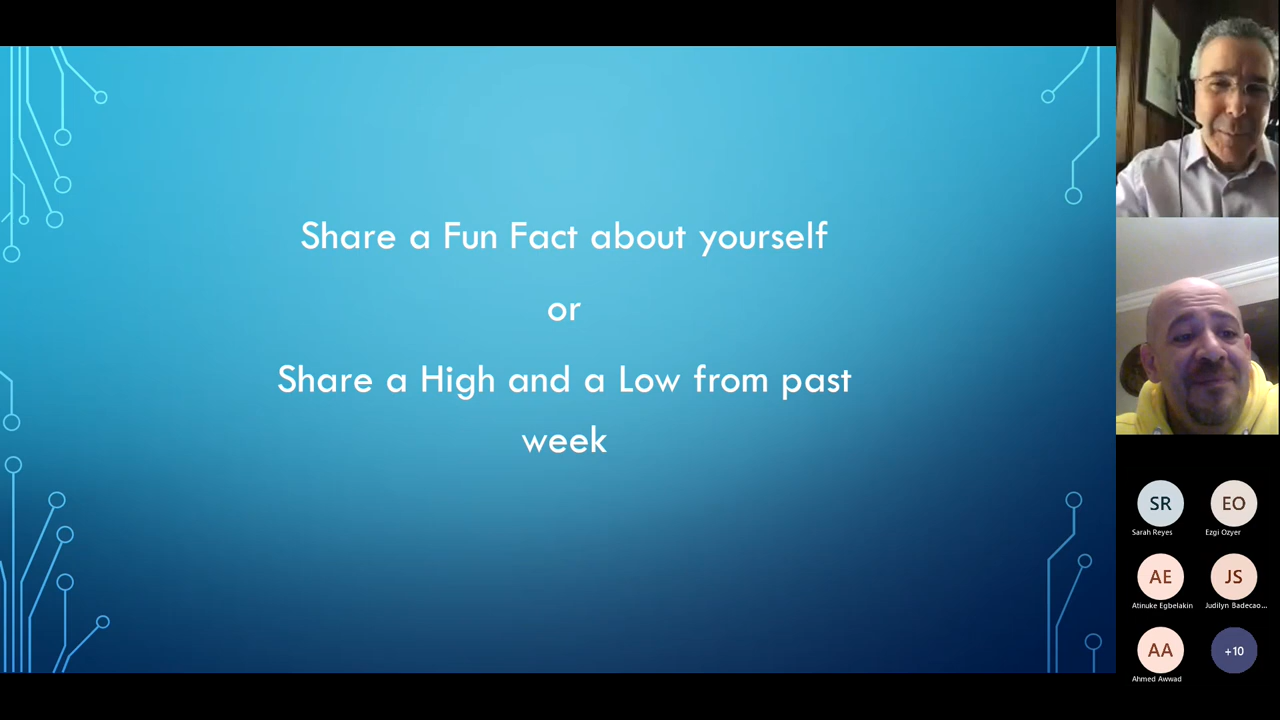 Share a Fun Fact about yourself
or
Share a High and a Low from past
week
SR
EO
Sarah Reyes
Ezgi Ozyer
AE
JS
Atinuke Egbelakin
Judilyn Badecao...
AA
+10
Ahmed Awwad